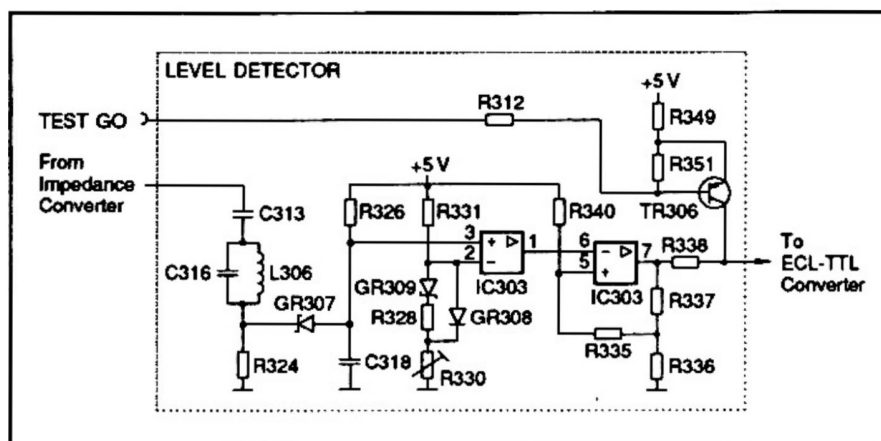 LEVEL DETECTOR
+5 V
R312
R349
TEST GO
R351
From
Impedance
Converter
+5 V
TR306
C313
R326
R331
R340
3
+
1
6
-
7
R338
To
ECL-TTL
Converter
2
-
5
+
C316
L306
IC303
IC303
GR309
GR307
R328
GR308
R337
R335
R324
C318
R330
R336